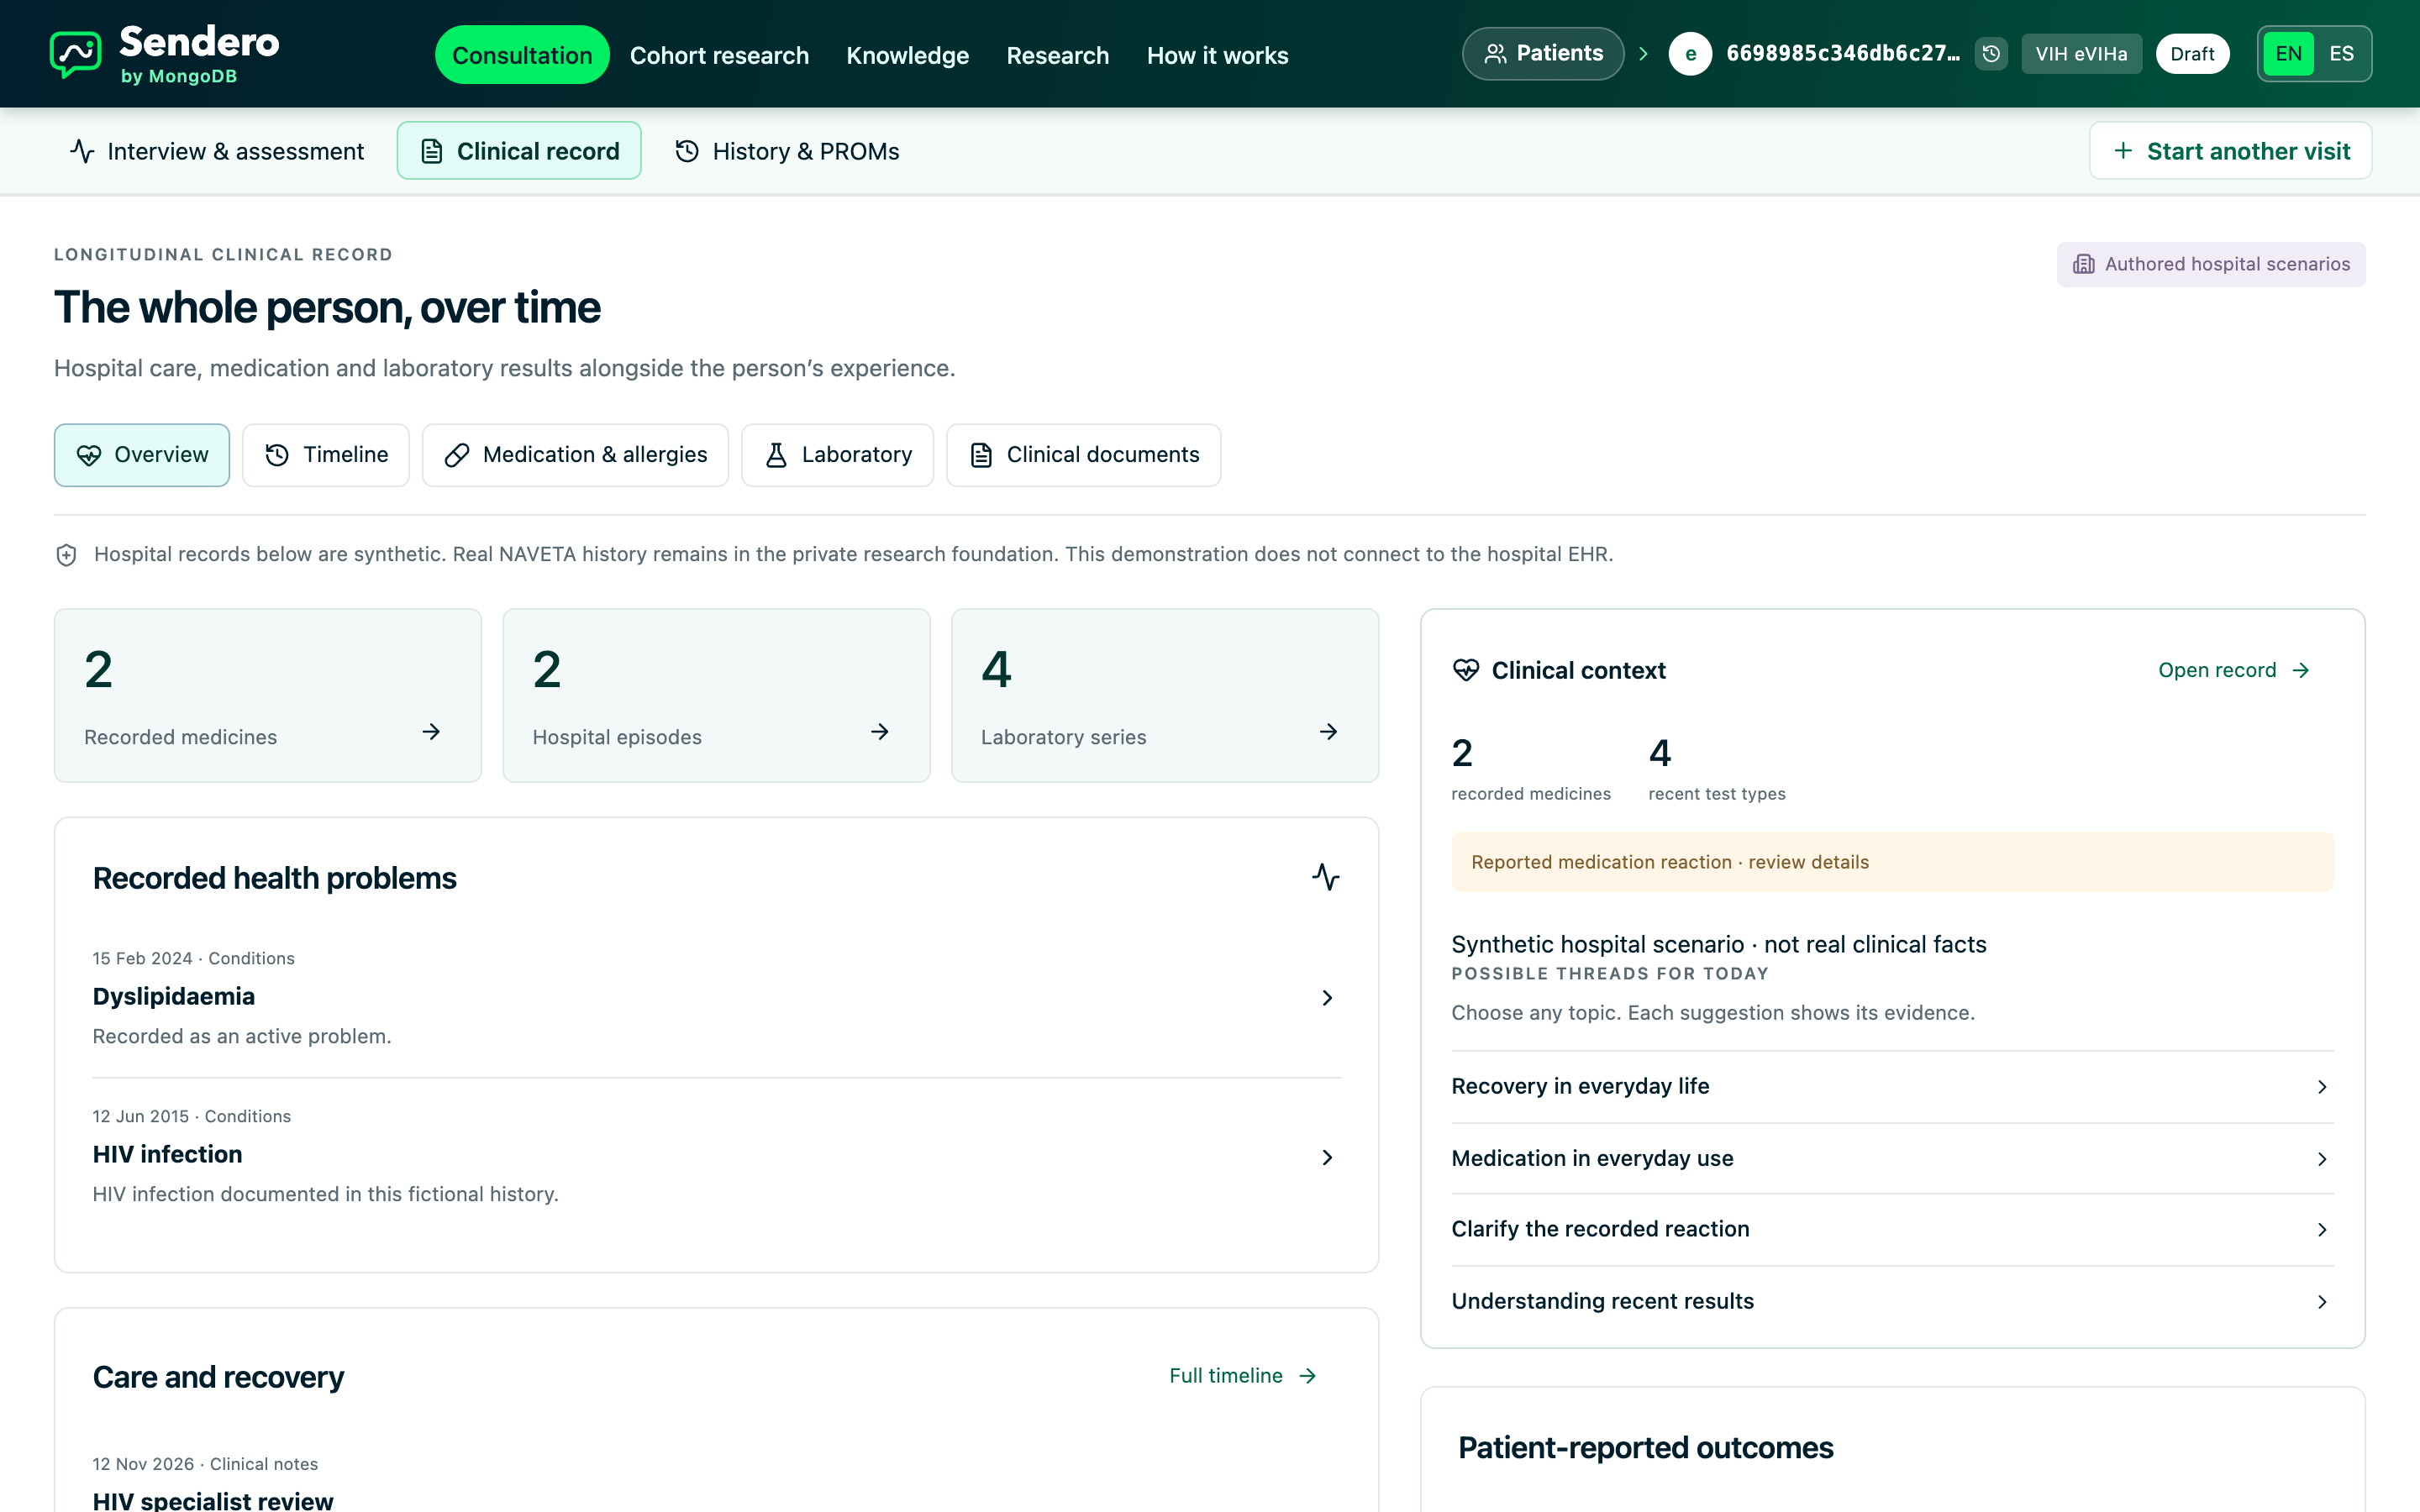 Sendero
by MongoDB
Consultation
Cohort research
Knowledge
Research
How it works
Patients
e
6698985c346db6c27…
VIH eVIHa
Draft
EN
ES
Interview & assessment
Clinical record
History & PROMs
Start another visit
LONGITUDINAL CLINICAL RECORD
Authored hospital scenarios
The whole person, over time
Hospital care, medication and laboratory results alongside the person’s experience.
Overview
Timeline
Medication & allergies
Laboratory
Clinical documents
Hospital records below are synthetic. Real NAVETA history remains in the private research foundation. This demonstration does not connect to the hospital EHR.
2
Recorded medicines
2
Hospital episodes
4
Laboratory series
Recorded health problems
15 Feb 2024 · Conditions
Dyslipidaemia
Recorded as an active problem.
12 Jun 2015 · Conditions
HIV infection
HIV infection documented in this fictional history.
Care and recovery
Full timeline
12 Nov 2026 · Clinical notes
HIV specialist review
Clinical context
Open record
2
recorded medicines
4
recent test types
Reported medication reaction · review details
Synthetic hospital scenario · not real clinical facts
POSSIBLE THREADS FOR TODAY
Choose any topic. Each suggestion shows its evidence.
Recovery in everyday life
Medication in everyday use
Clarify the recorded reaction
Understanding recent results
Patient-reported outcomes